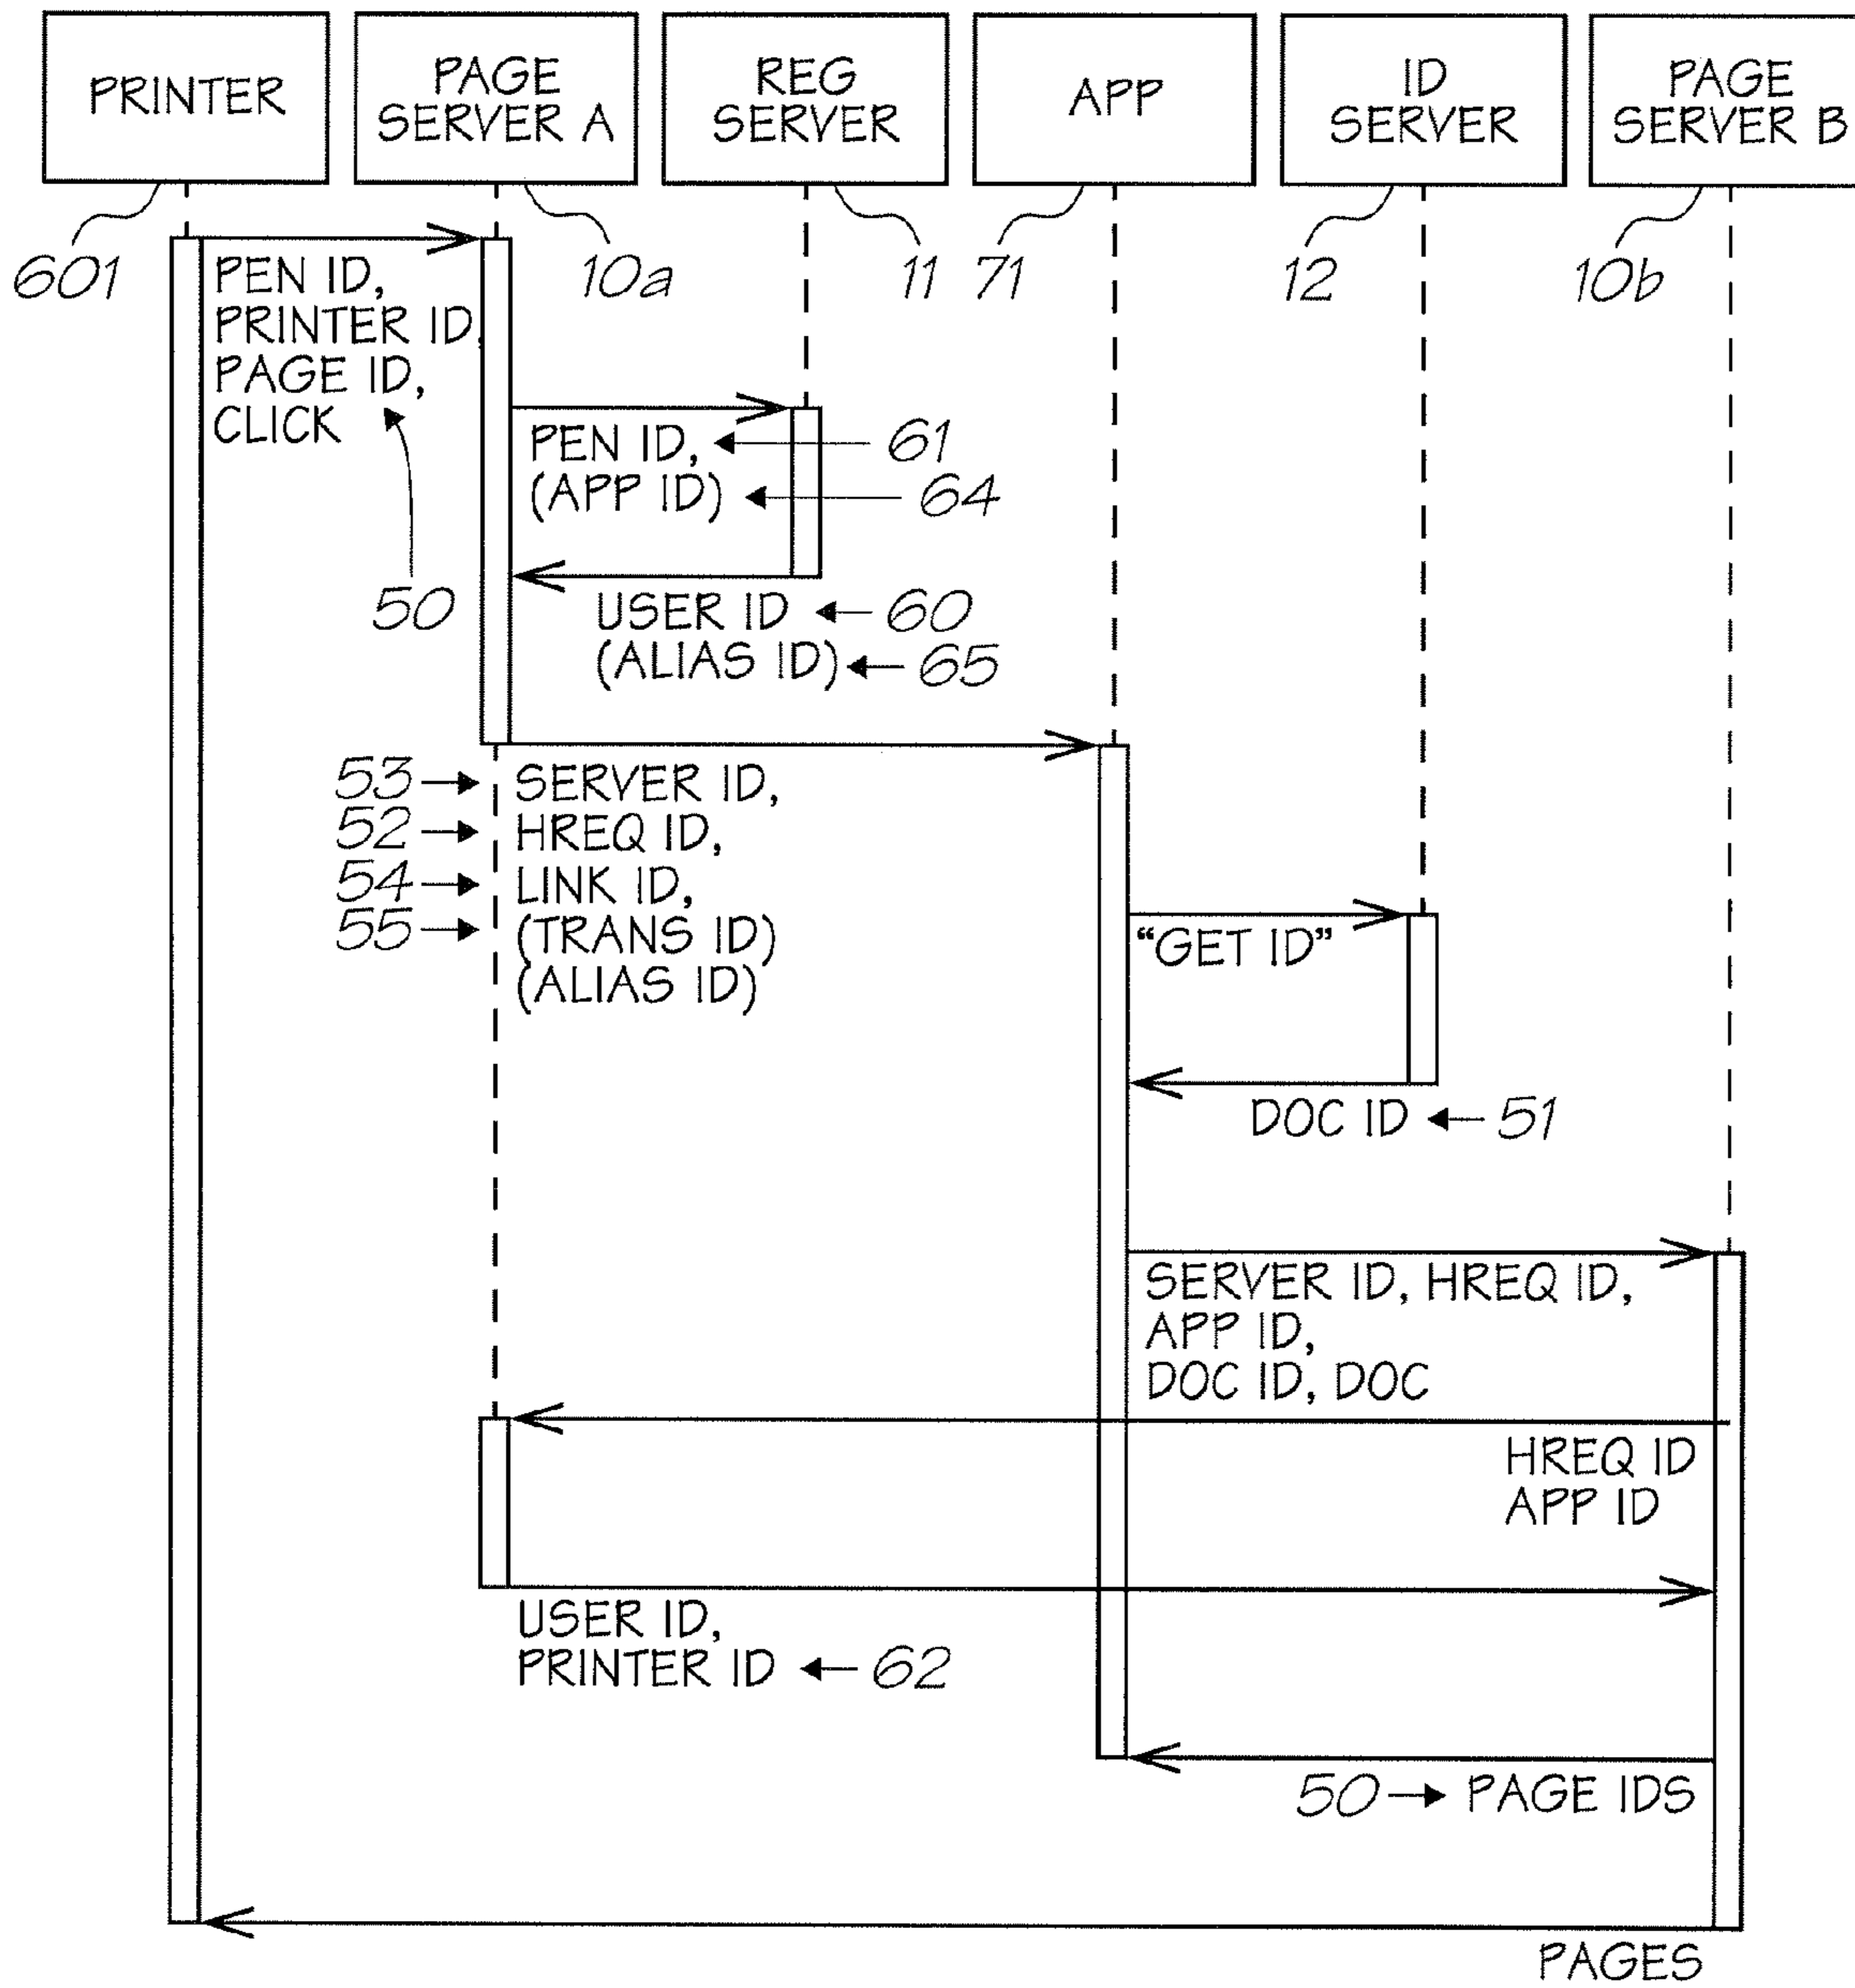 PRINTER
PAGE
SERVER A
REG
SERVER
APP
ID
SERVER
PAGE
SERVER B
601
10a
11
71
12
10b
PEN ID,
PRINTER ID,
PAGE ID,
CLICK
50
PEN ID,
(APP ID)
61
64
USER ID
(ALIAS ID)
60
65
53
52
54
55
SERVER ID,
HREQ ID,
LINK ID,
(TRANS ID)
(ALIAS ID)
"GET ID"
DOC ID
51
SERVER ID, HREQ ID,
APP ID,
DOC ID, DOC
HREQ ID
APP ID
USER ID,
PRINTER ID
62
50
PAGE IDS
PAGES